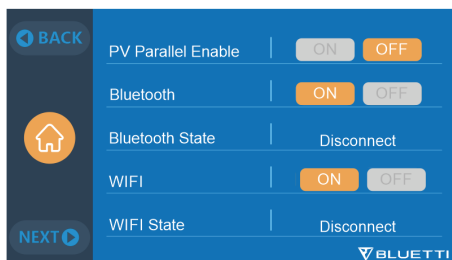 BACK
PV Parallel Enable ON OFF
Bluetooth ON OFF
Bluetooth State Disconnect
WIFI ON OFF
WIFI State Disconnect
NEXT
BLUETTI